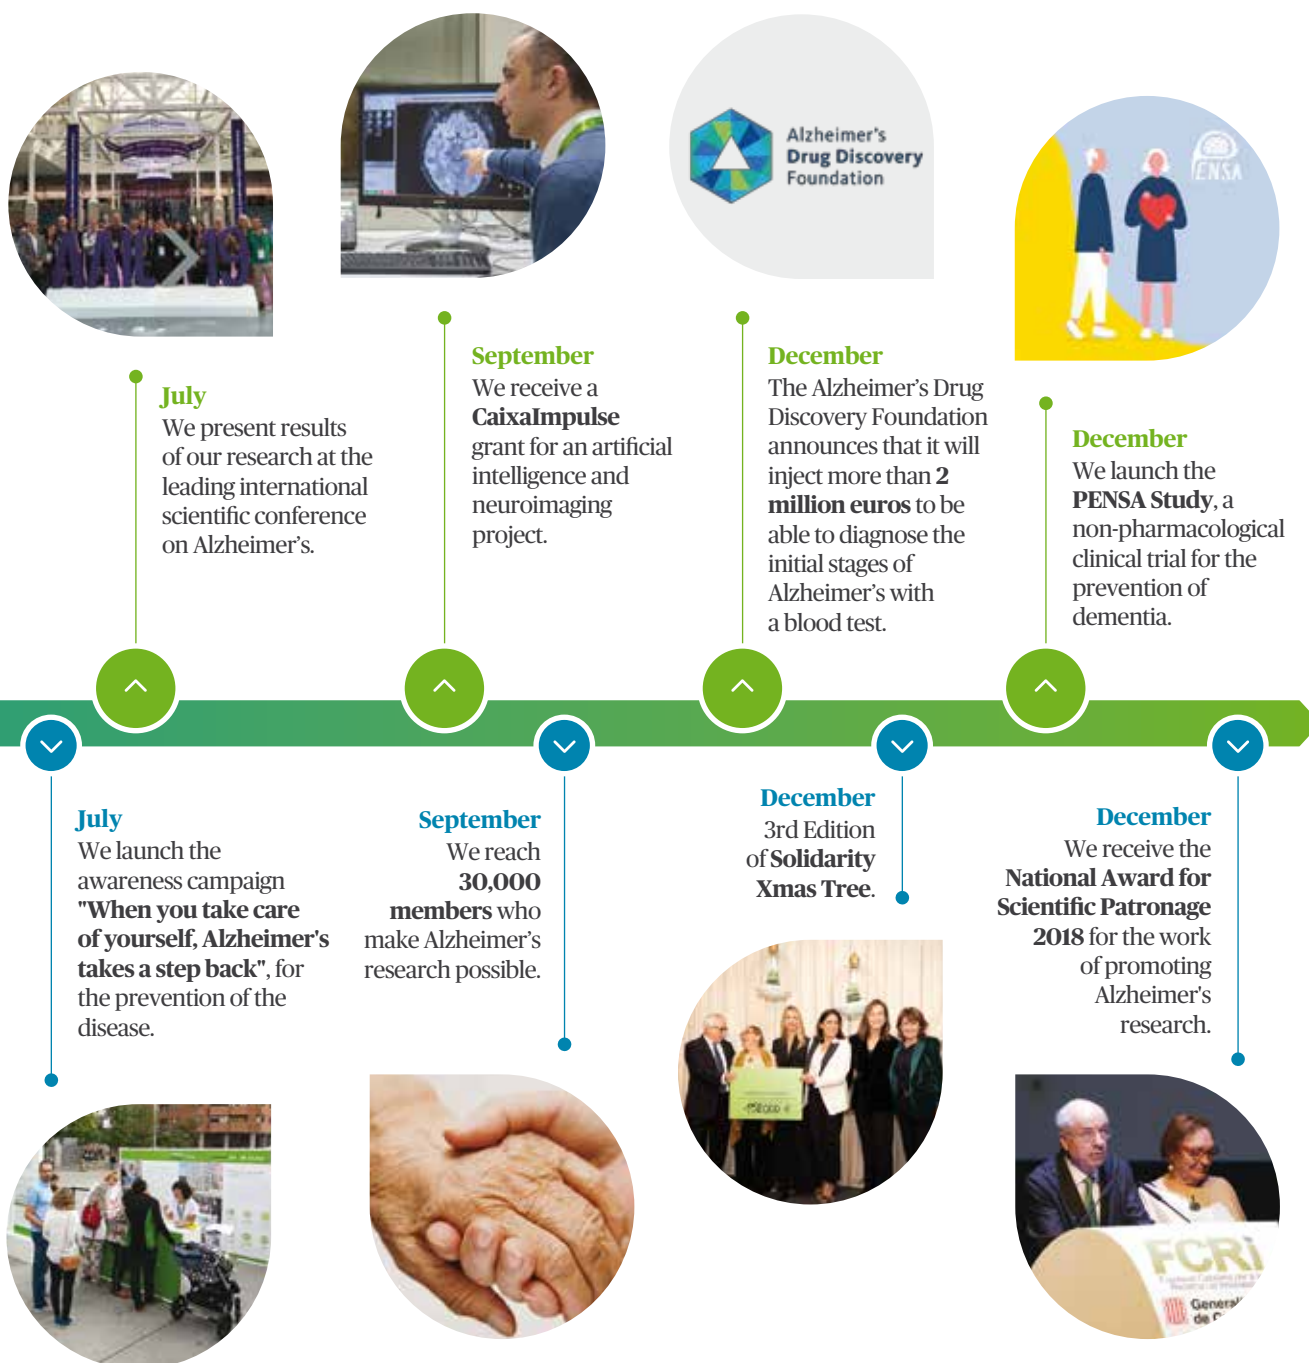 AAIC>19
Alzheimer's
Drug Discovery
Foundation
PENSA
July
We present results
of our research at the
leading international
scientific conference
on Alzheimer's.
September
We receive a
CaixaImpulse
grant for an artificial
intelligence and
neuroimaging
project.
December
The Alzheimer's Drug
Discovery Foundation
announces that it will
inject more than 2
million euros to be
able to diagnose the
initial stages of
Alzheimer's with
a blood test.
December
We launch the
PENSA Study, a
non-pharmacological
clinical trial for the
prevention of
dementia.
July
We launch the
awareness campaign
"When you take care
of yourself, Alzheimer's
takes a step back", for
the prevention of the
disease.
September
We reach
30,000
members who
make Alzheimer's
research possible.
December
3rd Edition
of Solidarity
Xmas Tree.
December
We receive the
National Award for
Scientific Patronage
2018 for the work
of promoting
Alzheimer's
research.
FCRi
General
de C